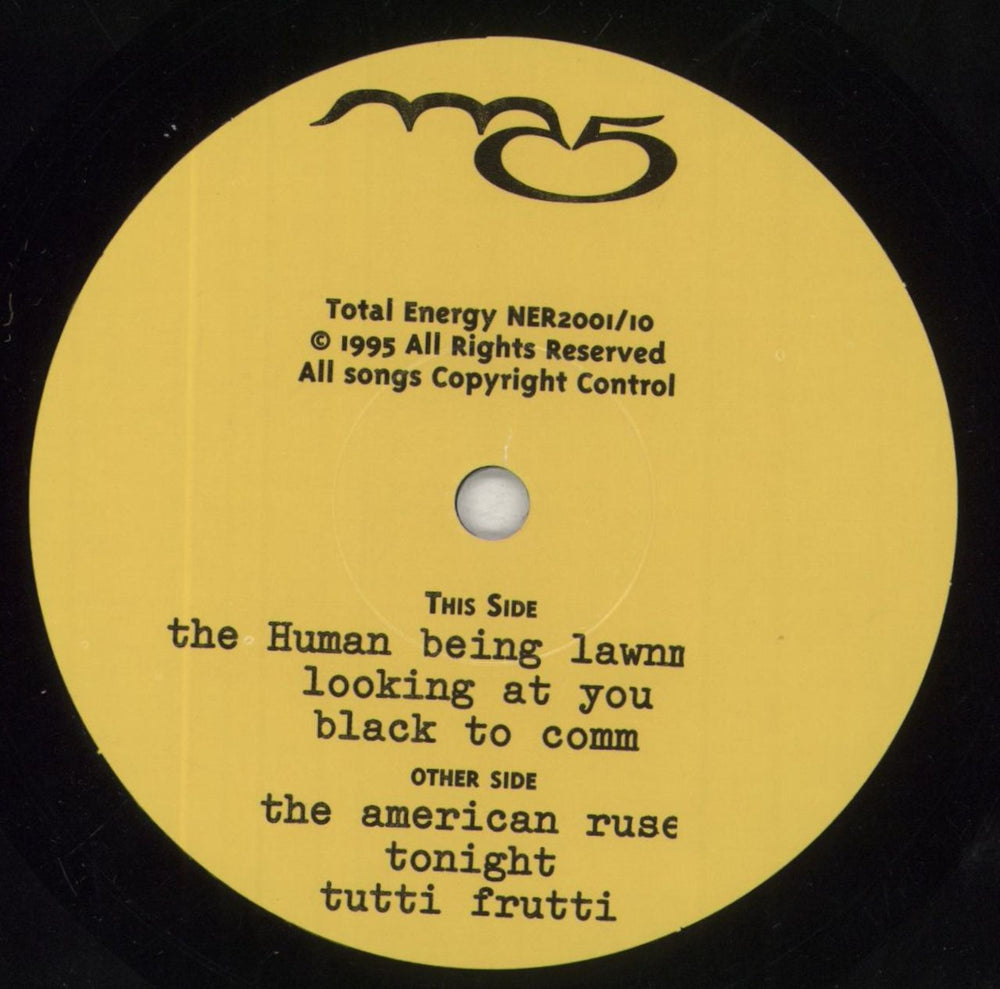 mc5
Total Energy NER2001/10
© 1995 All Rights Reserved
All songs Copyright Control
THIS SIDE
the Human being lawnm
looking at you
black to comm
OTHER SIDE
the american ruse
tonight
tutti frutti